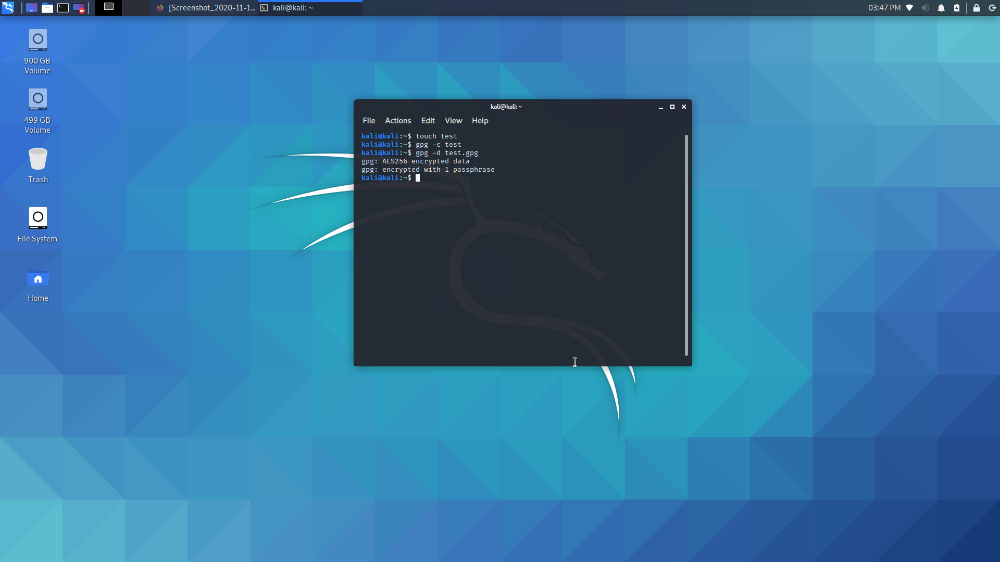 [Screenshot_2020-11-1...
kali@kali: ~
03:47 PM
900 GB
Volume
499 GB
Volume
Trash
File System
Home
kali@kali: ~
File Actions Edit View Help
kali@kali:~$ touch test
kali@kali:~$ gpg -c test
kali@kali:~$ gpg -d test.gpg
gpg: AES256 encrypted data
gpg: encrypted with 1 passphrase
kali@kali:~$